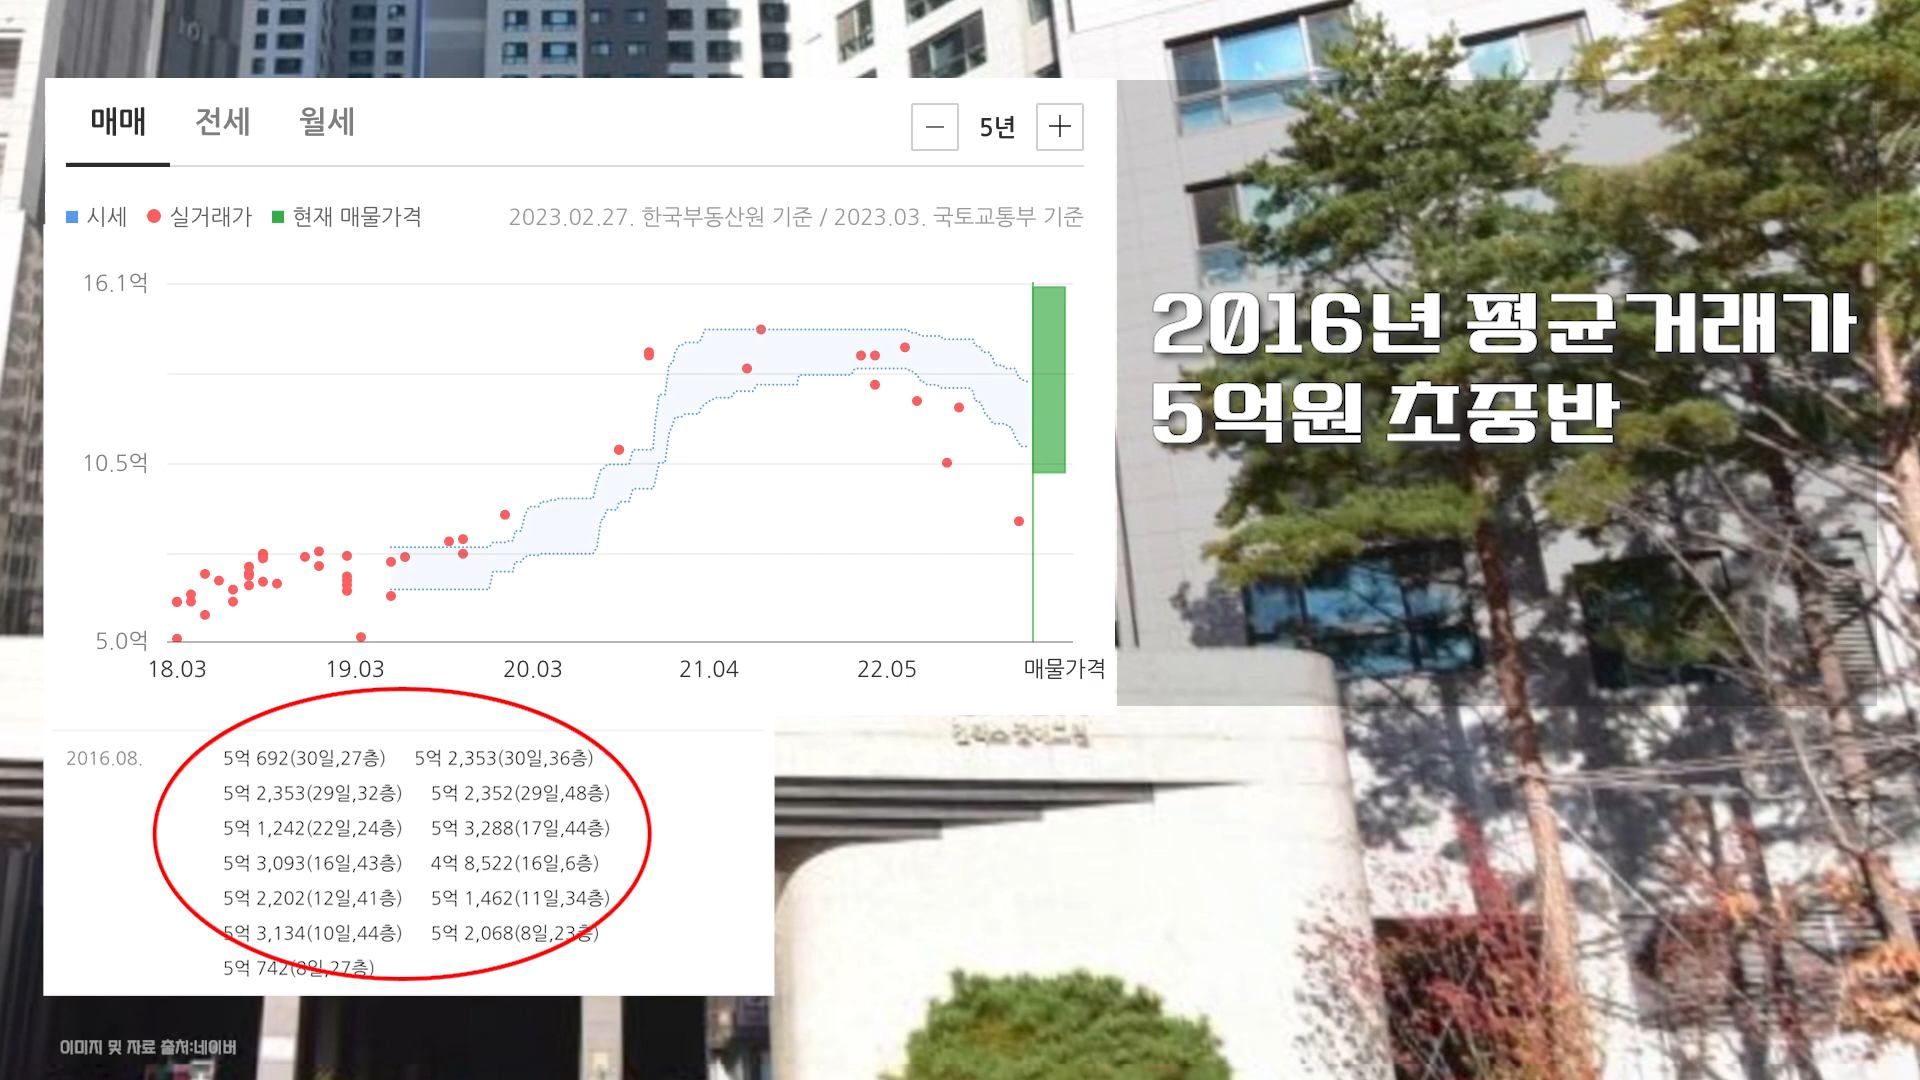 매매 전세 월세
5년
시세 실거래가 현재 매물가격
2023.02.27. 한국부동산원 기준 / 2023.03. 국토교통부 기준
16.1억
10.5억
5.0억
18.03 19.03 20.03 21.04 22.05 매물가격
2016년 평균거래가
5억원 초중반
2016.08.
5억 692(30일,27층) 5억 2,353(30일,36층)
5억 2,353(29일,32층) 5억 2,352(29일,48층)
5억 1,242(22일,24층) 5억 3,288(17일,44층)
5억 3,093(16일,43층) 4억 8,522(16일,6층)
5억 2,202(12일,41층) 5억 1,462(11일,34층)
5억 3,134(10일,44층) 5억 2,068(8일,23층)
5억 742(8일,27층)
이미지 및 자료 출처:네이버